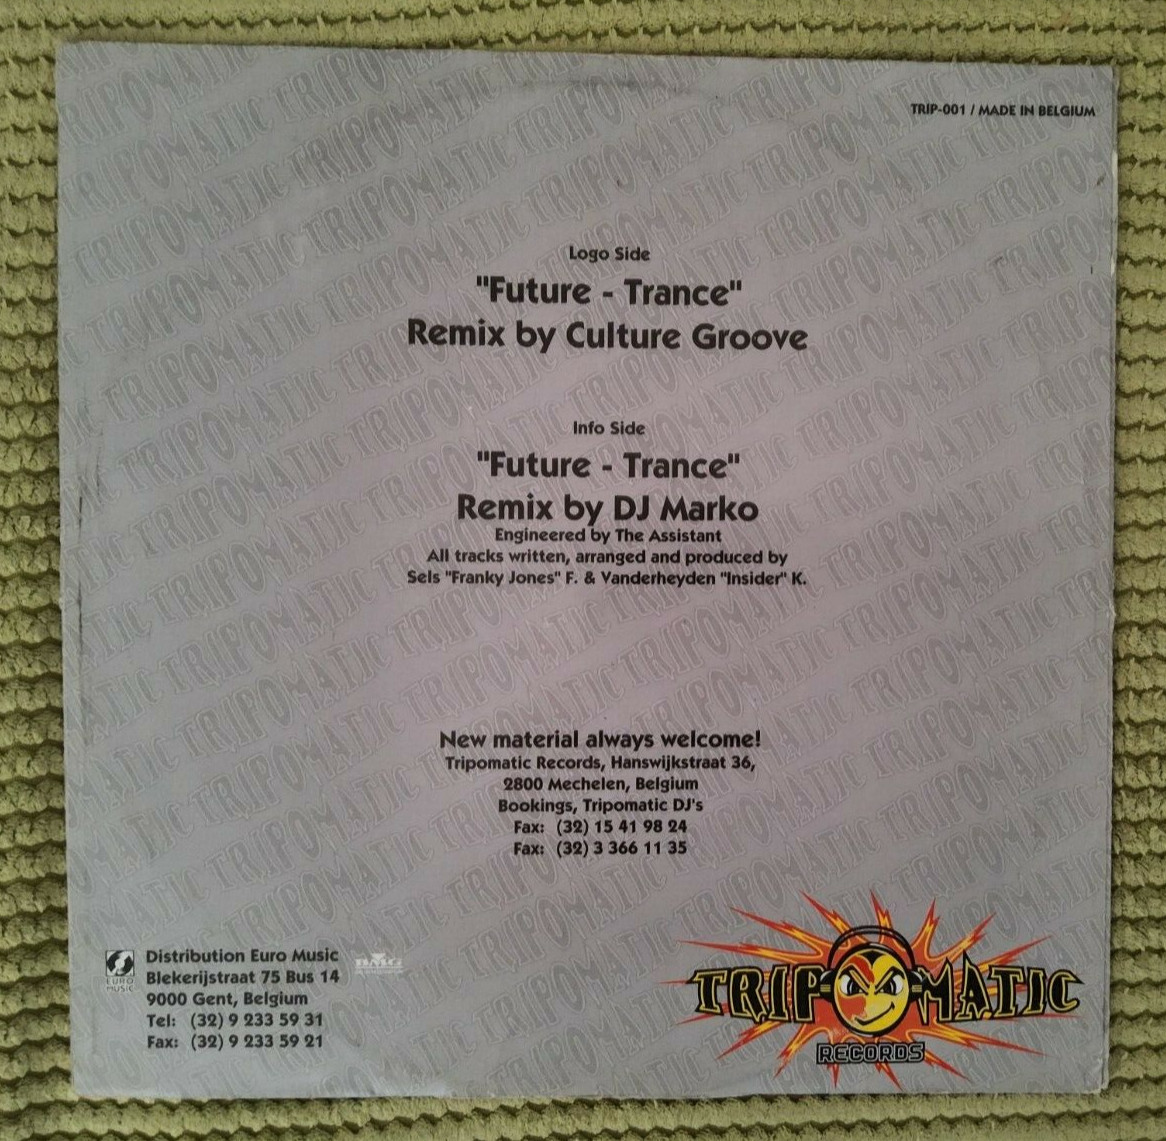 TRIP-001 / MADE IN BELGIUM
Logo Side
"Future - Trance"
Remix by Culture Groove
Info Side
"Future - Trance"
Remix by DJ Marko
Engineered by The Assistant
All tracks written, arranged and produced by
Sels "Franky Jones" F. & Vanderheyden "Insider" K.
New material always welcome!
Tripomatic Records, Hanswijkstraat 36,
2800 Mechelen, Belgium
Bookings, Tripomatic DJ's
Fax: (32) 15 41 98 24
Fax: (32) 3 366 11 35
EURO
MUSIC
Distribution Euro Music
Blekerijstraat 75 Bus 14
9000 Gent, Belgium
Tel: (32) 9 233 59 31
Fax: (32) 9 233 59 21
BMG
TRIPOMATIC
RECORDS